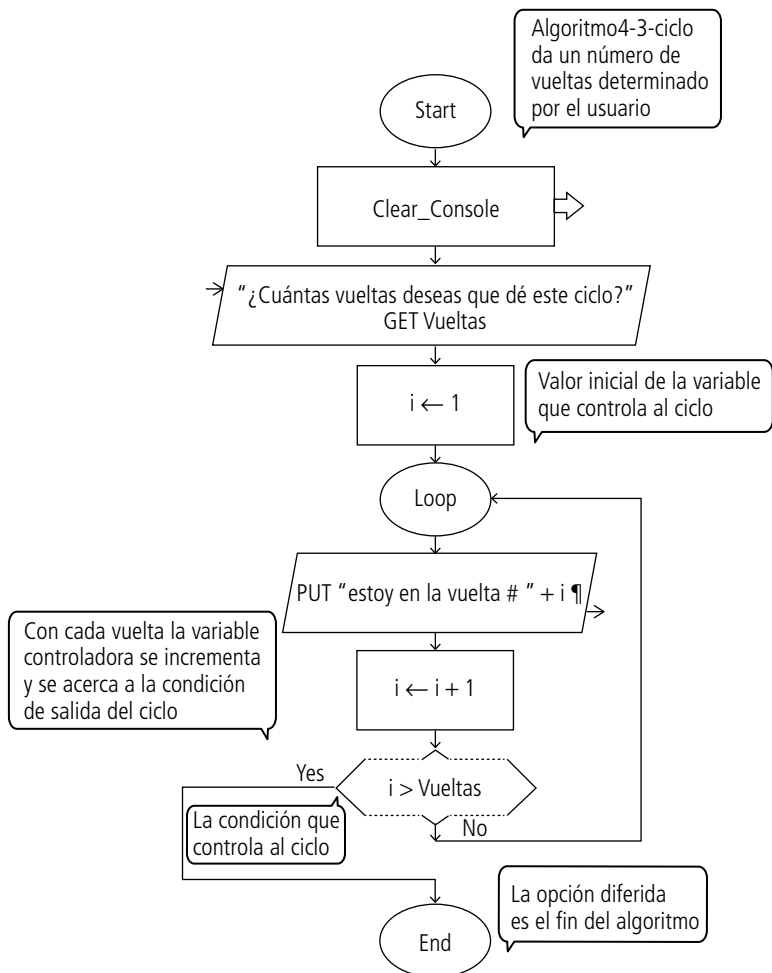 Algoritmo4-3-ciclo
da un número de
vueltas determinado
por el usuario
Start
Clear_Console
“¿Cuántas vueltas deseas que dé este ciclo?”
GET Vueltas
i ← 1
Valor inicial de la variable
que controla al ciclo
Loop
PUT “estoy en la vuelta # ” + i ¶
Con cada vuelta la variable
controladora se incrementa
y se acerca a la condición
de salida del ciclo
i ← i + 1
i > Vueltas
Yes
No
La condición que
controla al ciclo
La opción diferida
es el fin del algoritmo
End